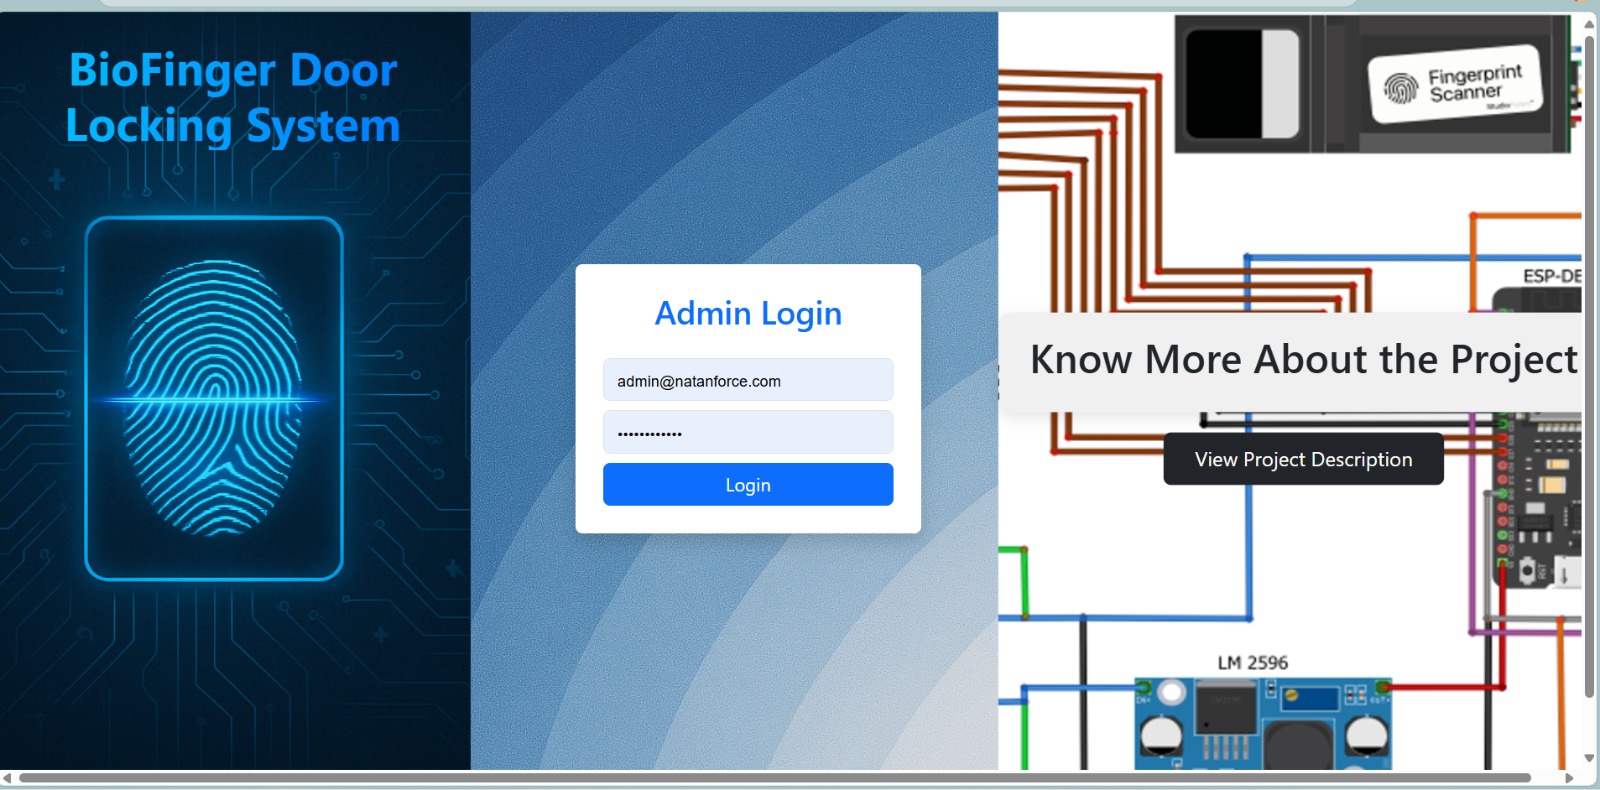 BioFinger Door
Locking System
Admin Login
admin@natanforce.com
••••••••••••
Login
Fingerprint
Scanner
ESP-DE
Know More About the Project
View Project Description
RST
LM 2596